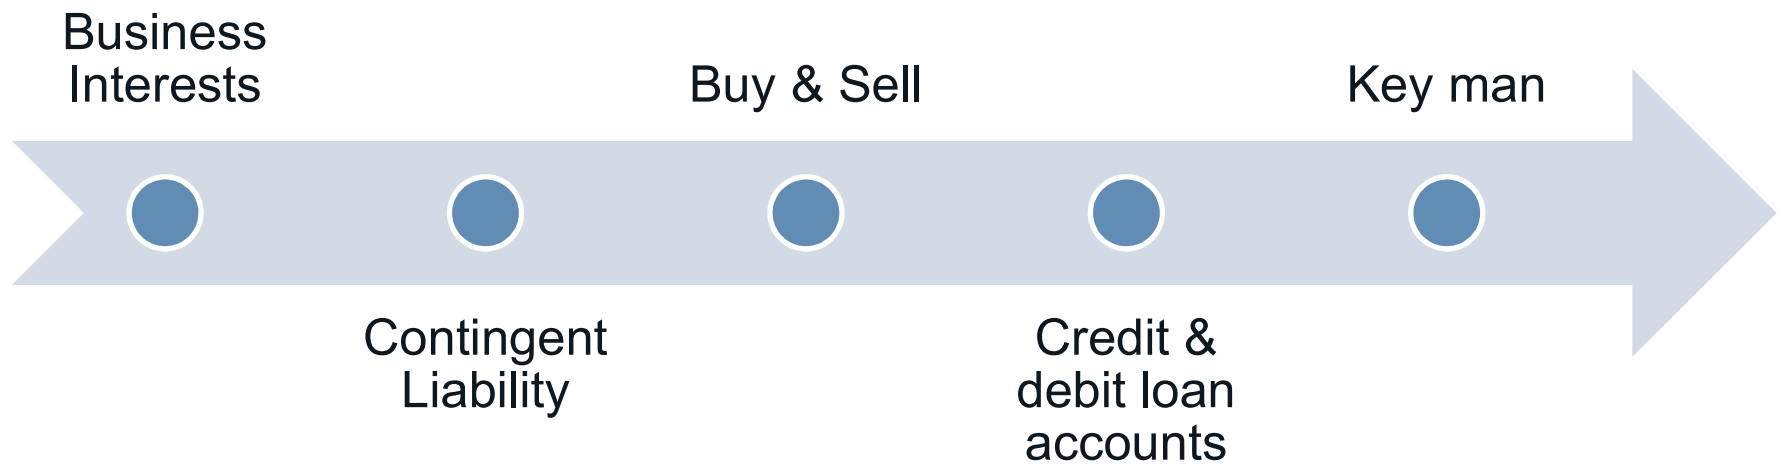 Business
Interests
Contingent
Liability
Buy & Sell
Credit &
debit loan
accounts
Key man